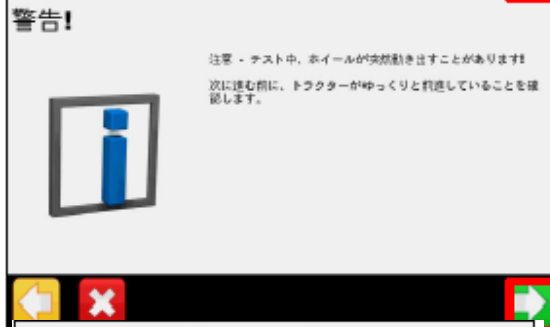 警告!
注意 - テスト中、ホイールが突然動き出すことがあります!
次に進む前に、トラクターがゆっくりと前進していることを確
認します。